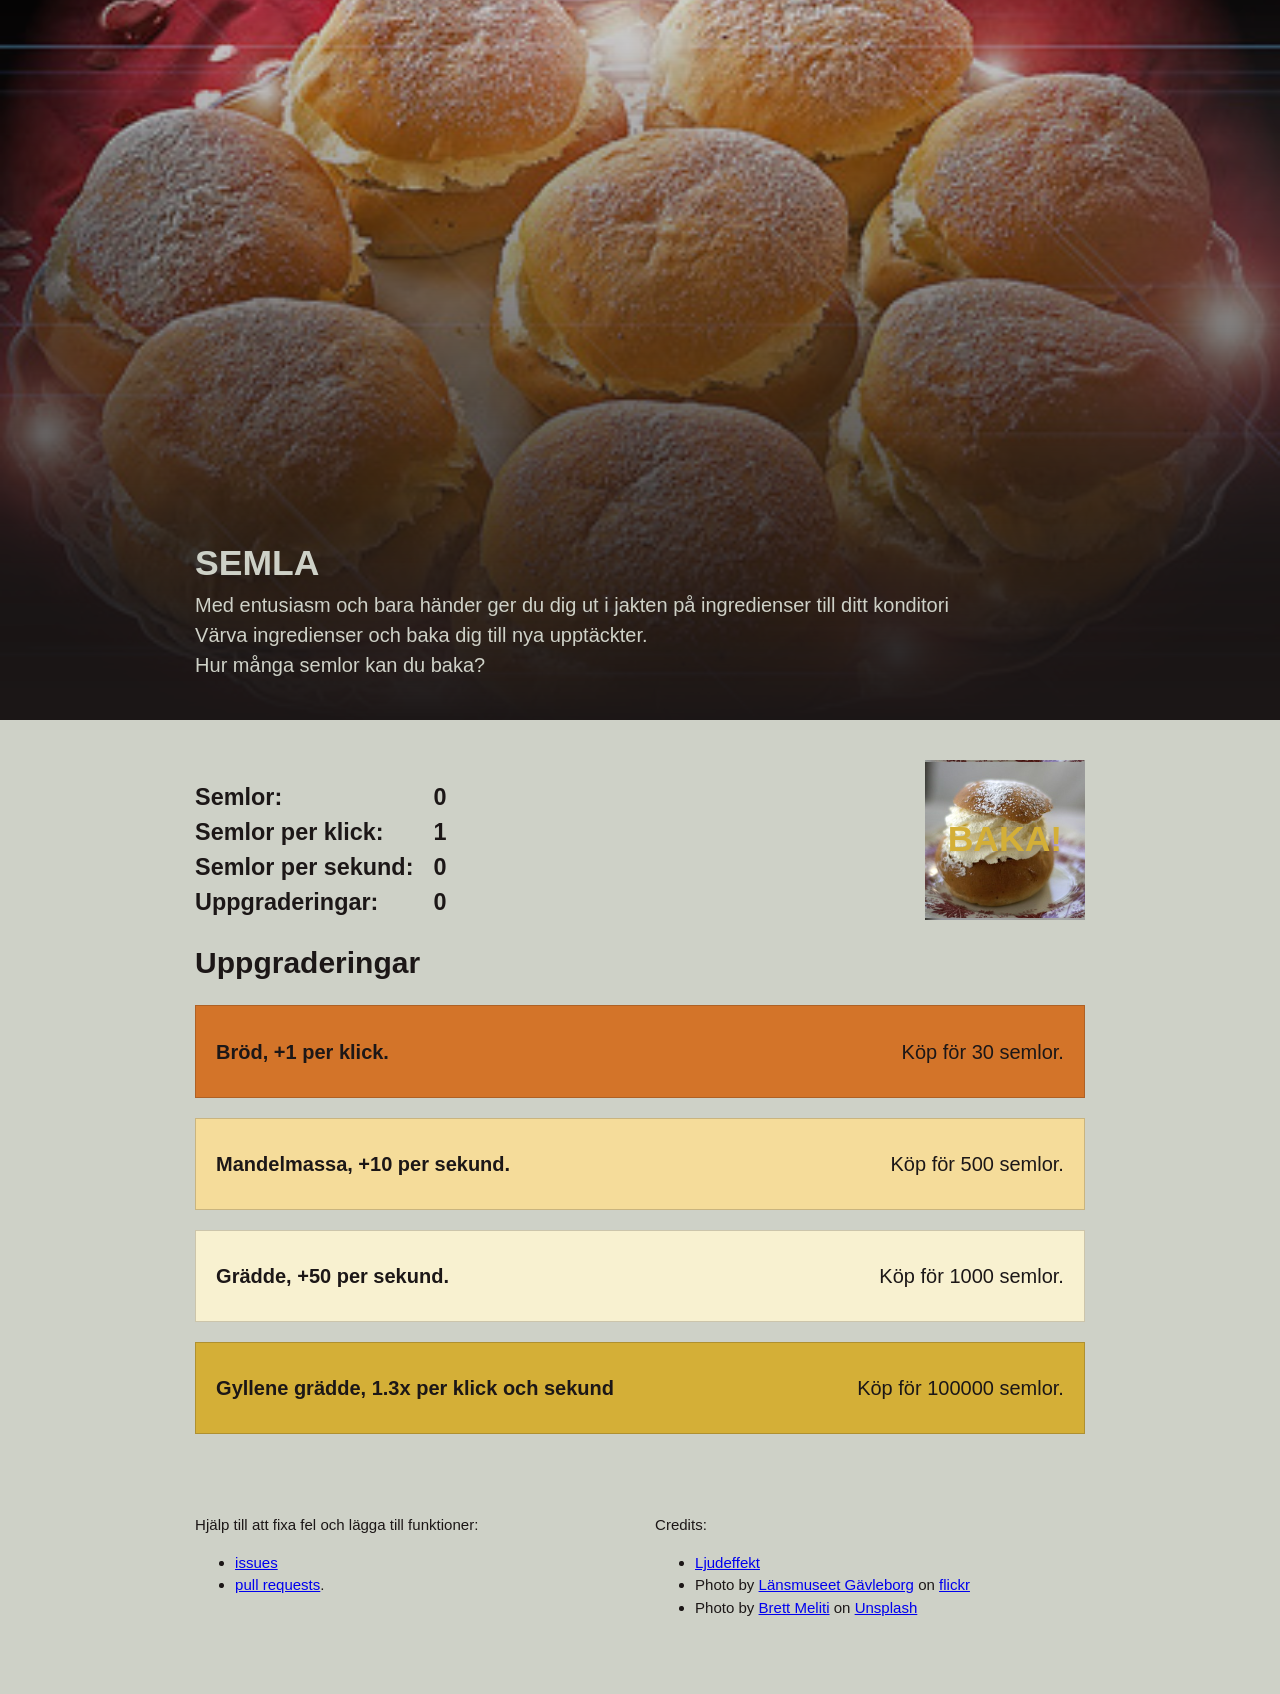 SEMLA
Med entusiasm och bara händer ger du dig ut i jakten på ingredienser till ditt konditori
Värva ingredienser och baka dig till nya upptäckter.
Hur många semlor kan du baka?
Semlor: 0
Semlor per klick: 1
Semlor per sekund: 0
Uppgraderingar: 0
BAKA!
Uppgraderingar
Bröd, +1 per klick. Köp för 30 semlor.
Mandelmassa, +10 per sekund. Köp för 500 semlor.
Grädde, +50 per sekund. Köp för 1000 semlor.
Gyllene grädde, 1.3x per klick och sekund Köp för 100000 semlor.
Hjälp till att fixa fel och lägga till funktioner:
issues
pull requests.
Credits:
Ljudeffekt
Photo by Länsmuseet Gävleborg on flickr
Photo by Brett Meliti on Unsplash